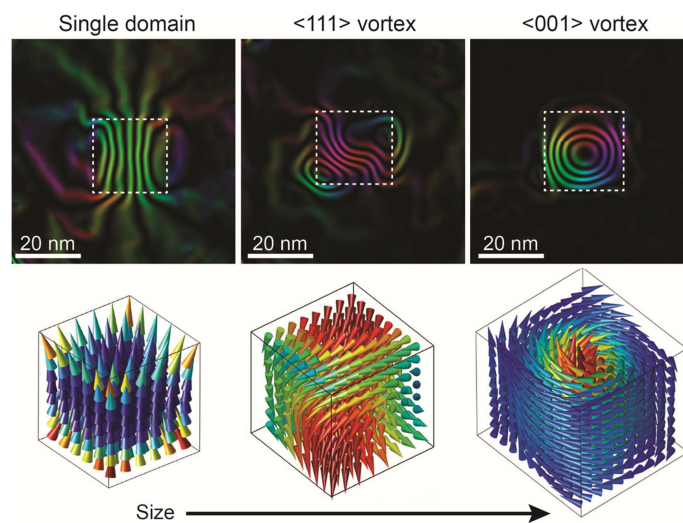 Single domain
<111> vortex
<001> vortex
20 nm
20 nm
20 nm
Size